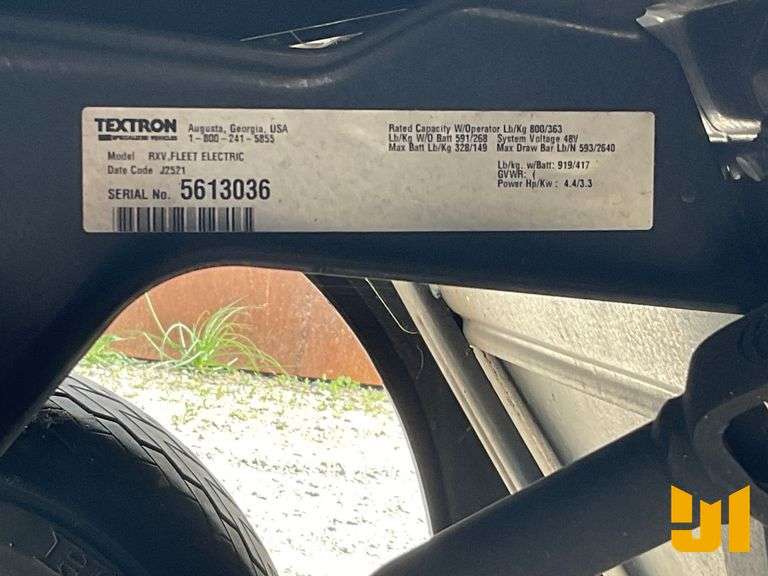 TEXTRON
SPECIALIZED VEHICLES
Augusta, Georgia, USA
1-800-241-5855
Model RXV,FLEET ELECTRIC
Date Code J2521
SERIAL No. 5613036
Rated Capacity W/Operator Lb/Kg 800/363
Lb/Kg W/O Batt 591/268 System Voltage 48V
Max Batt Lb/Kg 328/149 Max Draw Bar Lb/N 593/2640
Lb/kg. w/Batt: 919/417
GVWR: (
Power Hp/Kw : 4.4/3.3